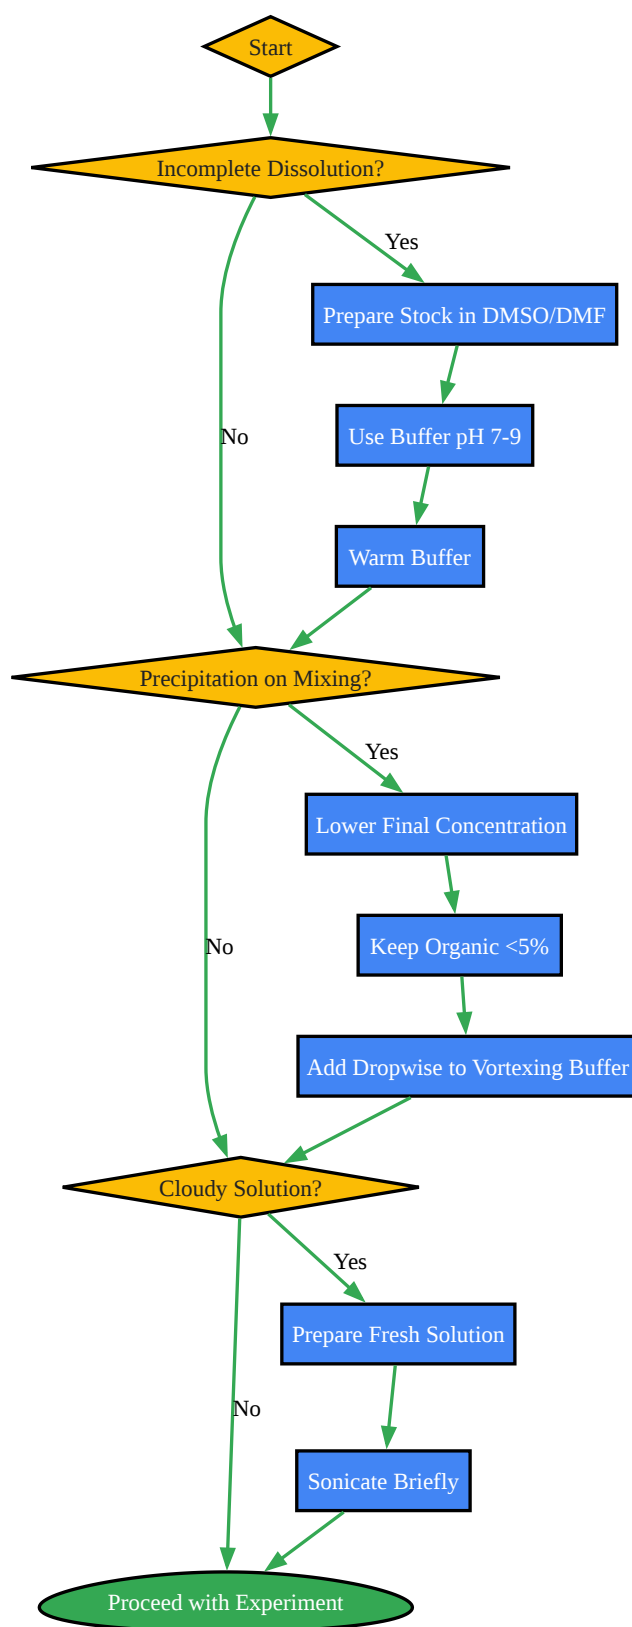 Start
Incomplete Dissolution?
Yes
Prepare Stock in DMSO/DMF
No
Use Buffer pH 7-9
Warm Buffer
Precipitation on Mixing?
Yes
Lower Final Concentration
No
Keep Organic <5%
Add Dropwise to Vortexing Buffer
Cloudy Solution?
Yes
Prepare Fresh Solution
No
Sonicate Briefly
Proceed with Experiment